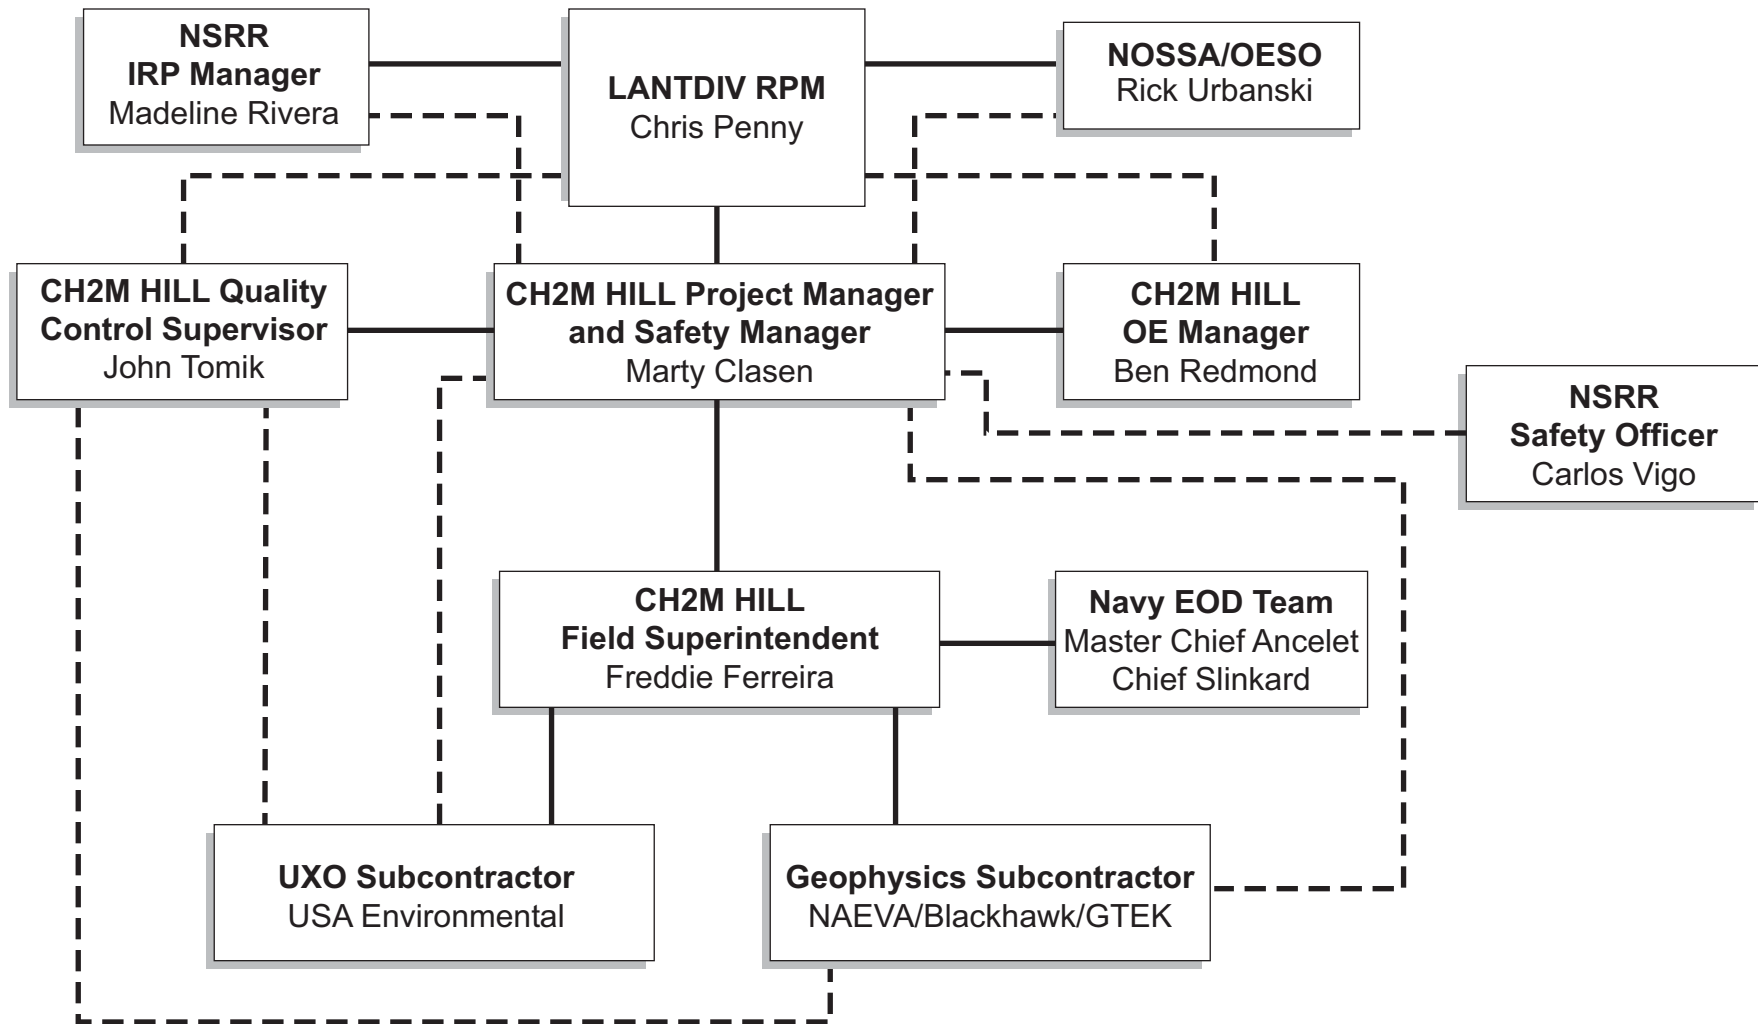 NSRR
IRP Manager
Madeline Rivera
LANTDIV RPM
Chris Penny
NOSSA/OESO
Rick Urbanski
CH2M HILL Quality
Control Supervisor
John Tomik
CH2M HILL Project Manager
and Safety Manager
Marty Clasen
CH2M HILL
OE Manager
Ben Redmond
NSRR
Safety Officer
Carlos Vigo
CH2M HILL
Field Superintendent
Freddie Ferreira
Navy EOD Team
Master Chief Ancelet
Chief Slinkard
UXO Subcontractor
USA Environmental
Geophysics Subcontractor
NAEVA/Blackhawk/GTEK